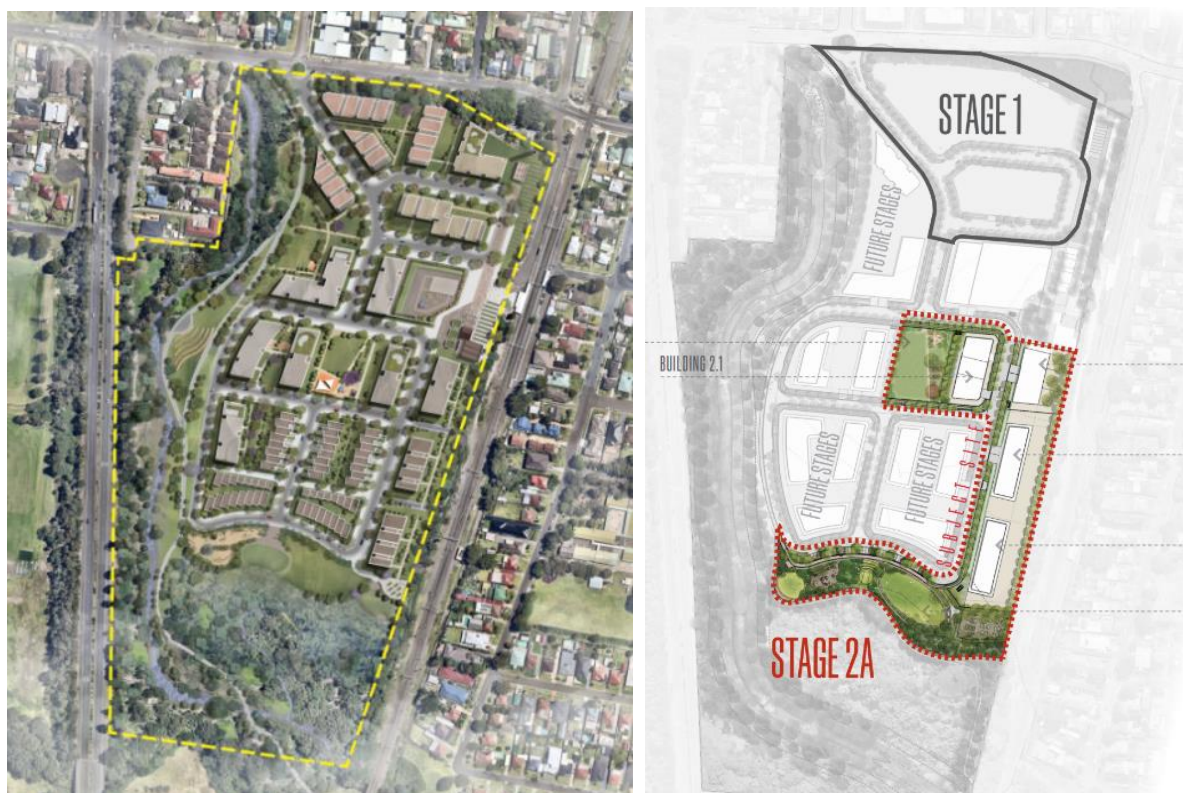 STAGE 1
FUTURE STAGES
BUILDING 2.1
FUTURE STAGES
FUTURE STAGES
SUBJECT SITE
STAGE 2A